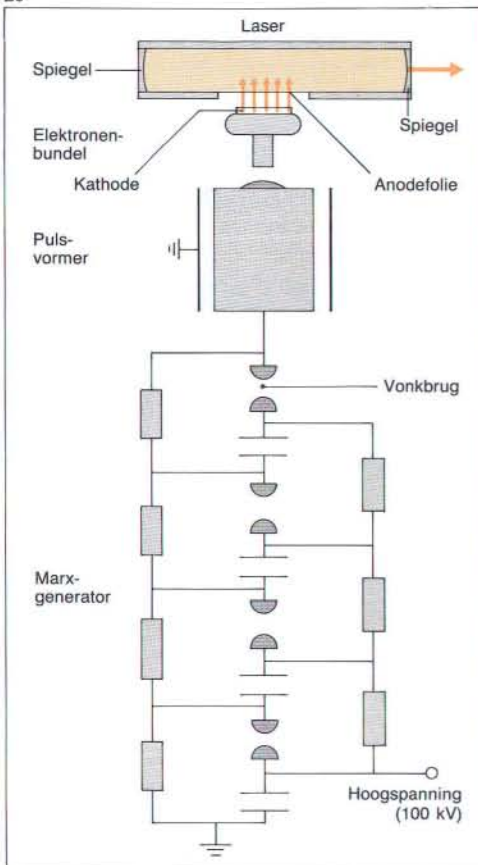 Laser
Spiegel
Spiegel
Elektronen-
bundel
Kathode
Anodefolie
Puls-
vormer
Vonkbrug
Marx-
generator
Hoogspanning
(100 kV)